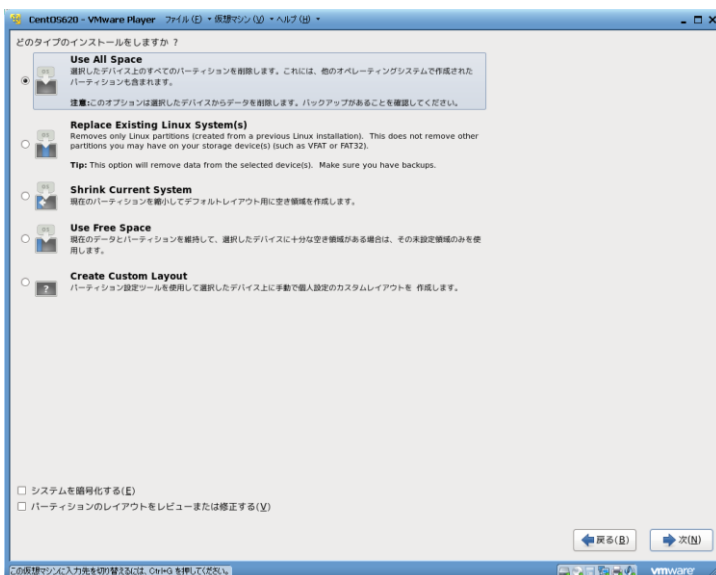 CentOS620 - VMware Player ファイル(F) ▾ 仮想マシン(V) ▾ ヘルプ(H) ▾
どのタイプのインストールをしますか ?
Use All Space
選択したデバイス上のすべてのパーティションを削除します。これには、他のオペレーティングシステムで作成された
パーティションも含まれます。
注意:このオプションは選択したデバイスからデータを削除します。バックアップがあることを確認してください。
Replace Existing Linux System(s)
Removes only Linux partitions (created from a previous Linux installation). This does not remove other
partitions you may have on your storage device(s) (such as VFAT or FAT32).
Tip: This option will remove data from the selected device(s). Make sure you have backups.
Shrink Current System
現在のパーティションを縮小してデフォルトレイアウト用に空き領域を作成します。
Use Free Space
現在のデータとパーティションを維持して、選択したデバイスに十分な空き領域がある場合は、その未設定領域のみを使
用します。
Create Custom Layout
パーティション設定ツールを使用して選択したデバイス上に手動で個人設定のカスタムレイアウトを 作成します。
システムを暗号化する(E)
パーティションのレイアウトをレビューまたは修正する(V)
戻る(B)
次(N)
この仮想マシンに入力先を切り替えるには、Ctrl+G を押してください。
vmware